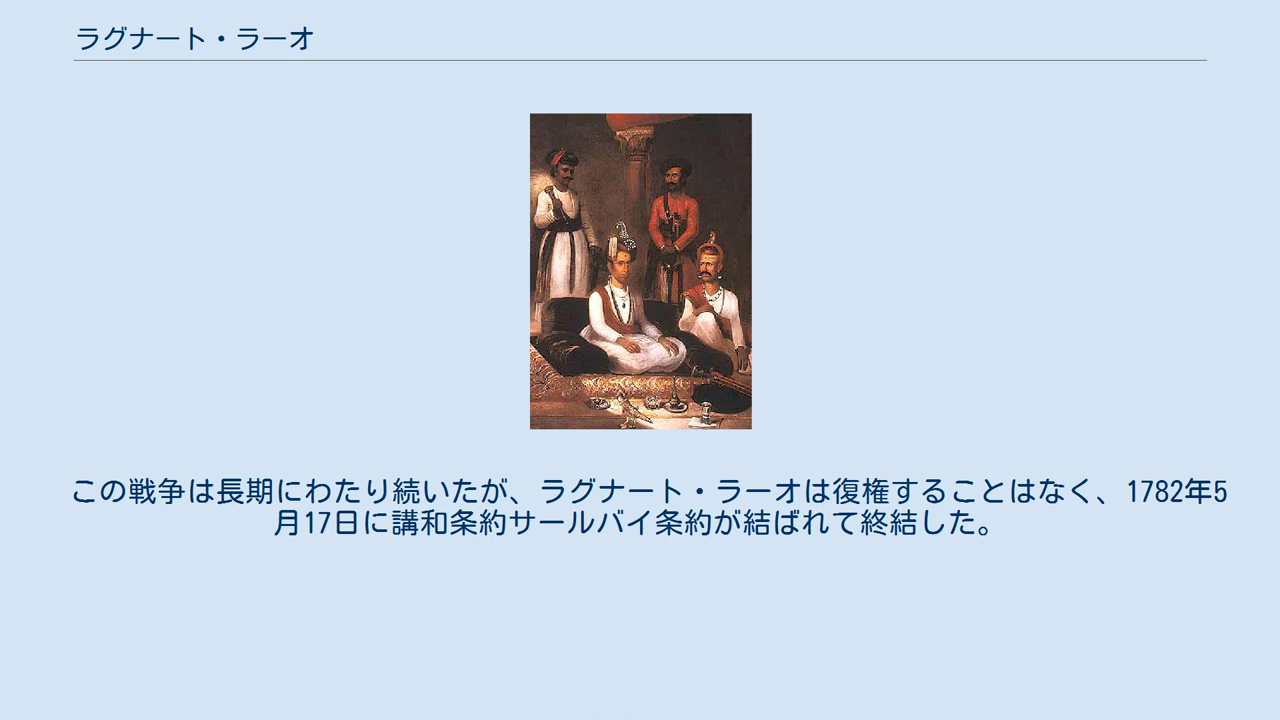 ラグナート・ラーオ
この戦争は長期にわたり続いたが、ラグナート・ラーオは復権することはなく、1782年5
月17日に講和条約サールバイ条約が結ばれて終結した。